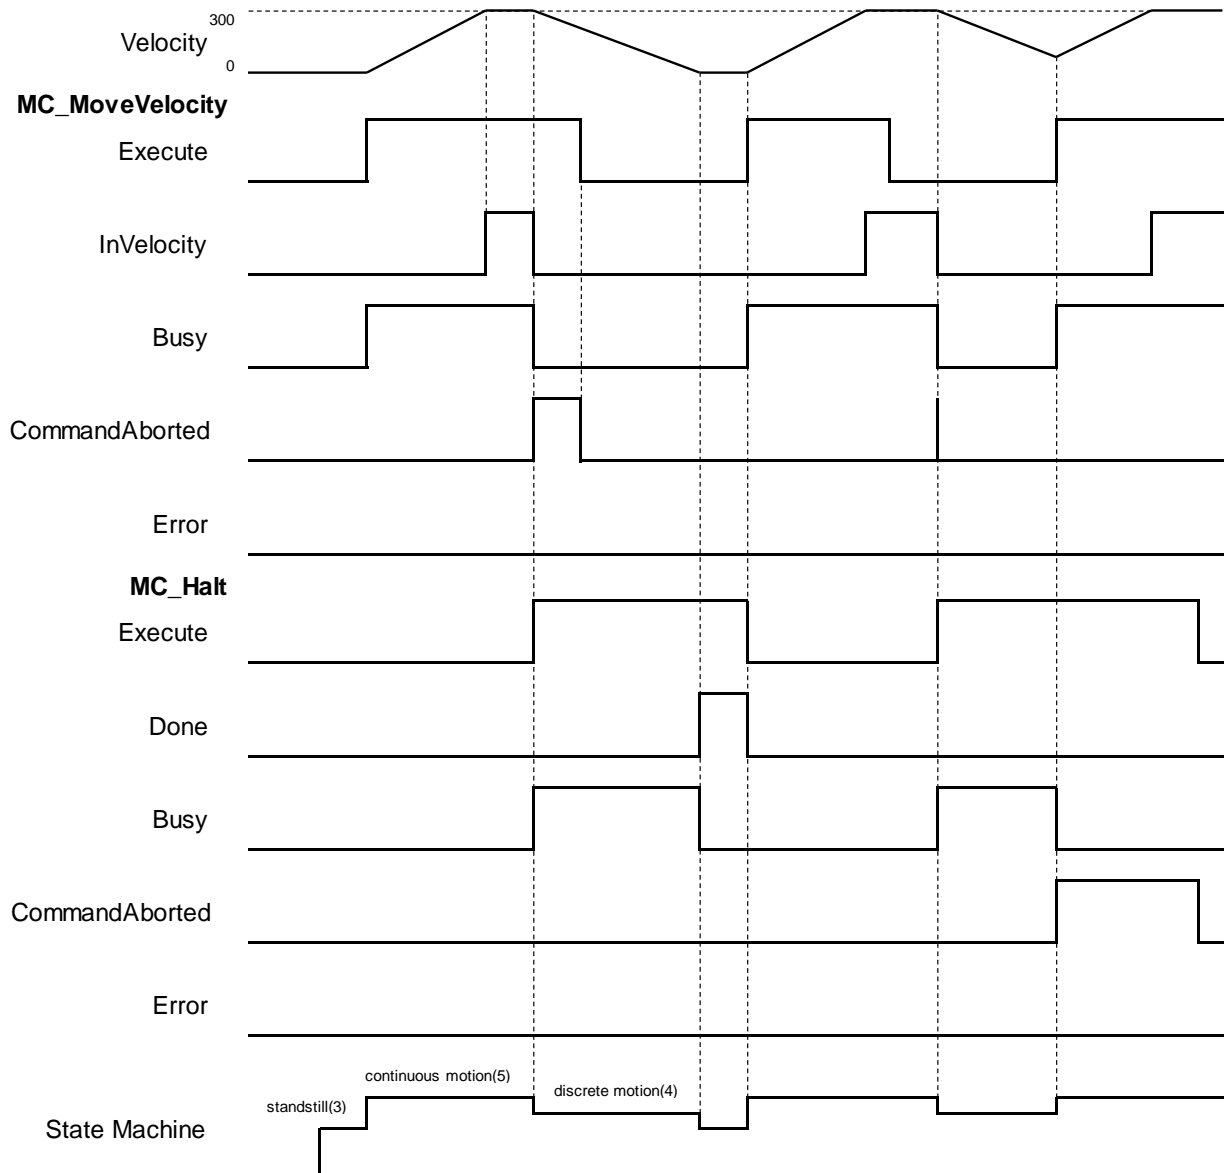 300
Velocity
0
MC_MoveVelocity
Execute
InVelocity
Busy
CommandAborted
Error
MC_Halt
Execute
Done
Busy
CommandAborted
Error
continuous motion(5)
discrete motion(4)
standstill(3)
State Machine